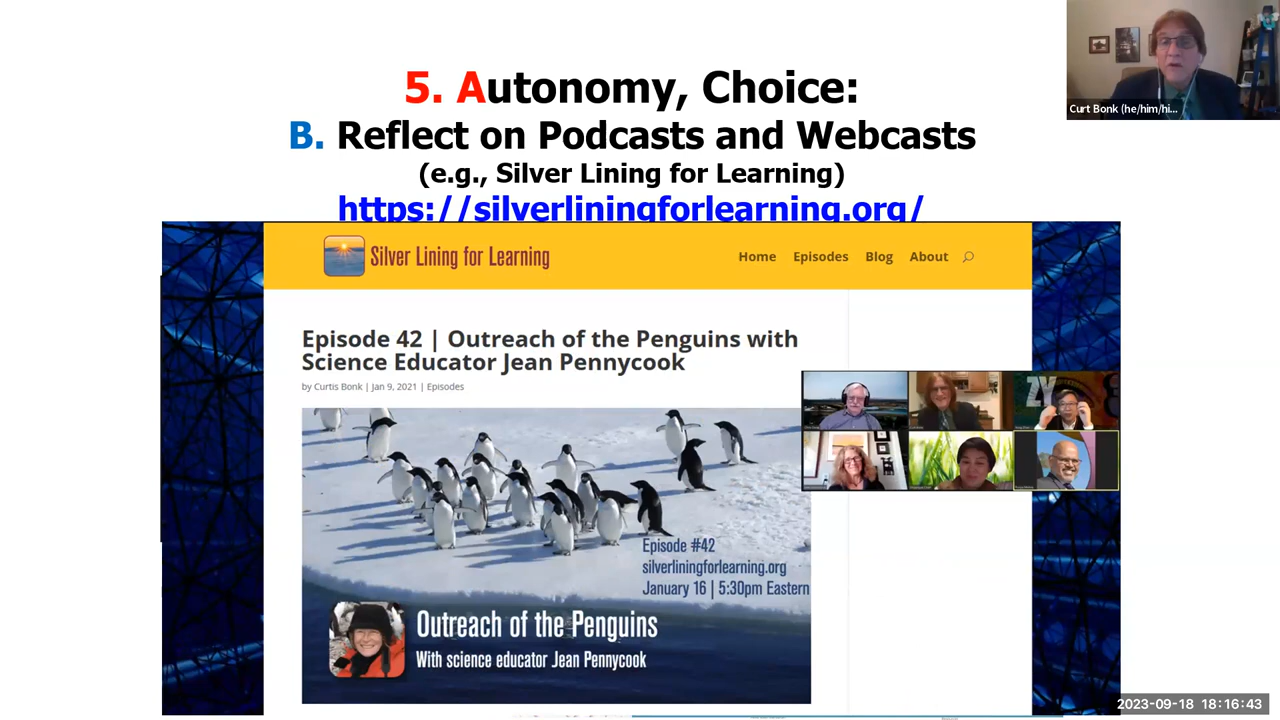 5. Autonomy, Choice:
B. Reflect on Podcasts and Webcasts
(e.g., Silver Lining for Learning)
https://silverliningforlearning.org/
Curt Bonk (he/him/hi...
Silver Lining for Learning
Home Episodes Blog About
Episode 42 | Outreach of the Penguins with
Science Educator Jean Pennycook
by Curtis Bonk | Jan 9, 2021 | Episodes
ZY
Episode #42
silverliningforlearning.org
January 16 | 5:30pm Eastern
Outreach of the Penguins
With science educator Jean Pennycook
2023-09-18 18:16:43